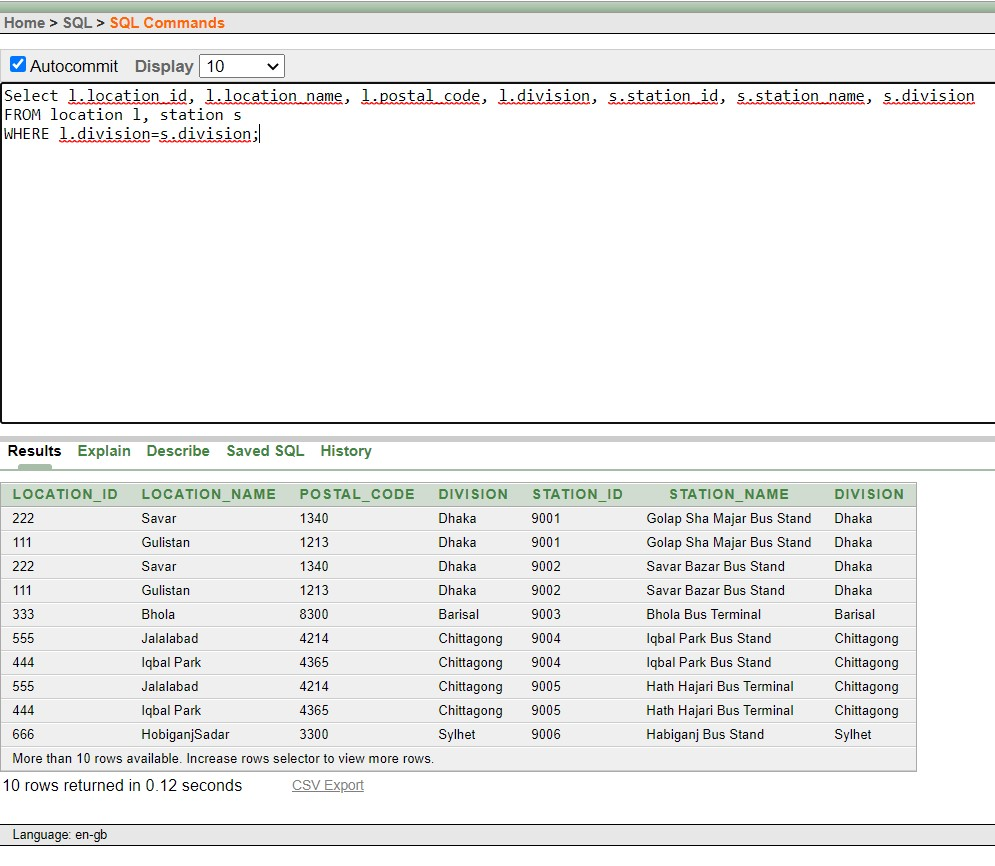 Home > SQL > SQL Commands
Autocommit Display 10
Select l.location_id, l.location_name, l.postal_code, l.division, s.station_id, s.station_name, s.division
FROM location l, station s
WHERE l.division=s.division;
Results Explain Describe Saved SQL History
LOCATION_ID LOCATION_NAME POSTAL_CODE DIVISION STATION_ID STATION_NAME DIVISION
222 Savar 1340 Dhaka 9001 Golap Sha Majar Bus Stand Dhaka
111 Gulistan 1213 Dhaka 9001 Golap Sha Majar Bus Stand Dhaka
222 Savar 1340 Dhaka 9002 Savar Bazar Bus Stand Dhaka
111 Gulistan 1213 Dhaka 9002 Savar Bazar Bus Stand Dhaka
333 Bhola 8300 Barisal 9003 Bhola Bus Terminal Barisal
555 Jalalabad 4214 Chittagong 9004 Iqbal Park Bus Stand Chittagong
444 Iqbal Park 4365 Chittagong 9004 Iqbal Park Bus Stand Chittagong
555 Jalalabad 4214 Chittagong 9005 Hath Hajari Bus Terminal Chittagong
444 Iqbal Park 4365 Chittagong 9005 Hath Hajari Bus Terminal Chittagong
666 HobiganjSadar 3300 Sylhet 9006 Habiganj Bus Stand Sylhet
More than 10 rows available. Increase rows selector to view more rows.
10 rows returned in 0.12 seconds CSV Export
Language: en-gb